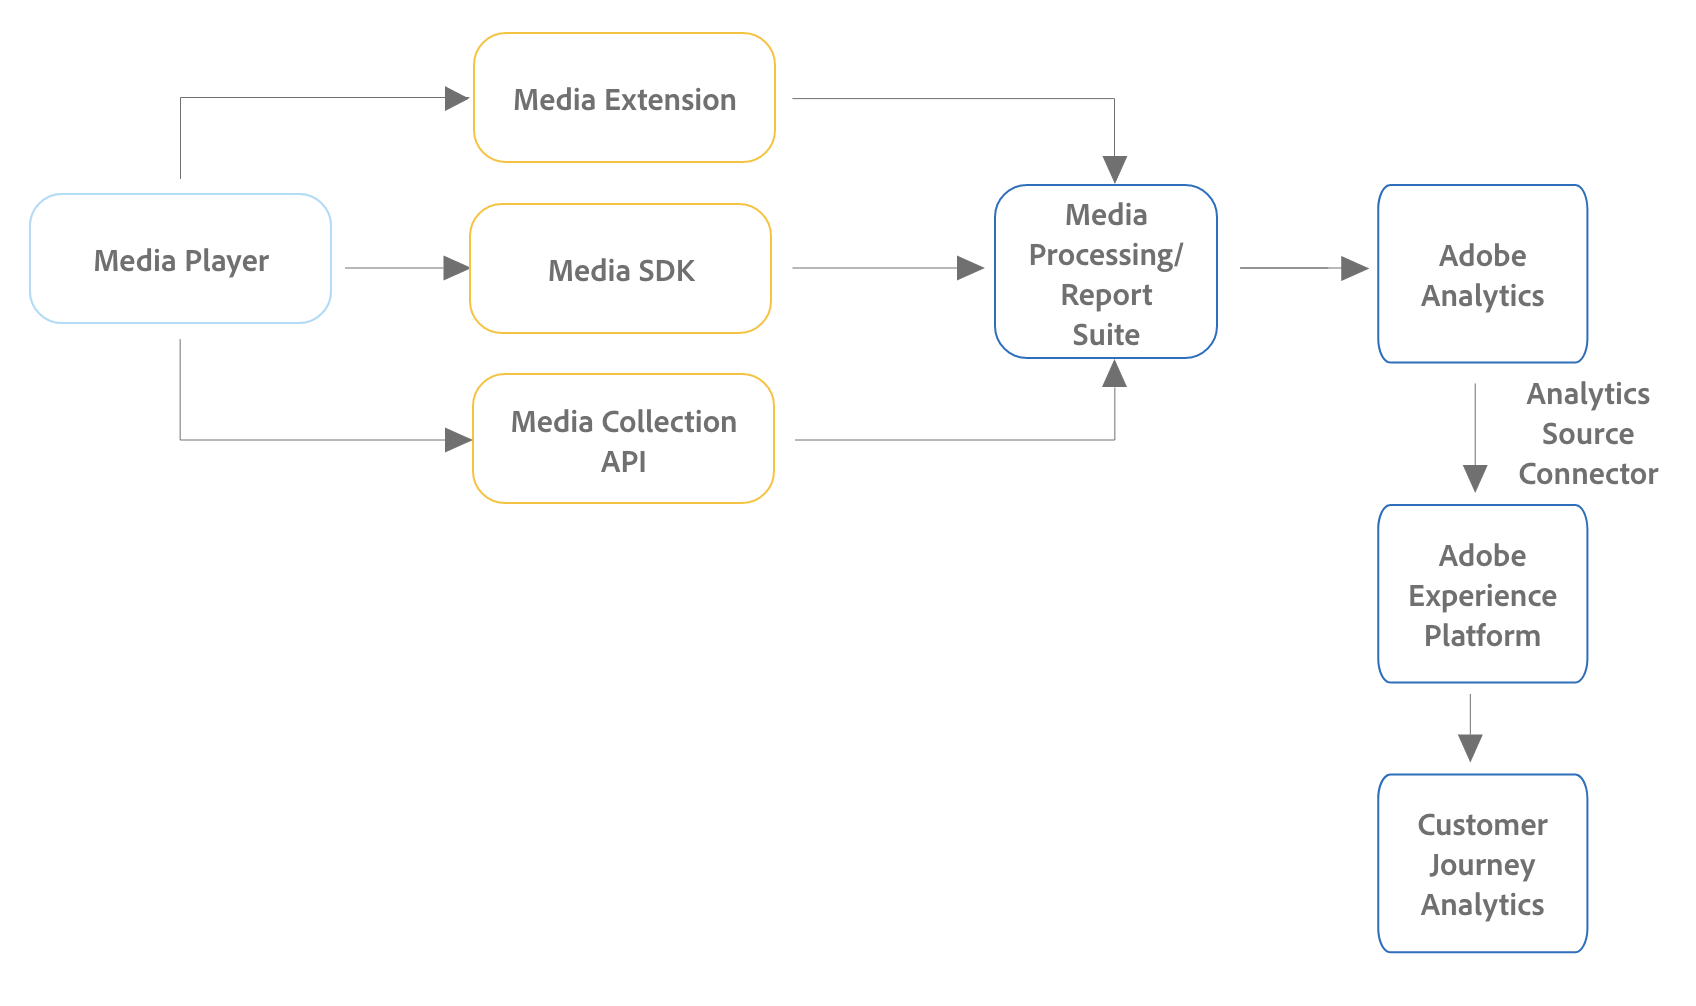 Media Extension
Media Player
Media SDK
Media Collection
API
Media
Processing/
Report
Suite
Adobe
Analytics
Analytics
Source
Connector
Adobe
Experience
Platform
Customer
Journey
Analytics